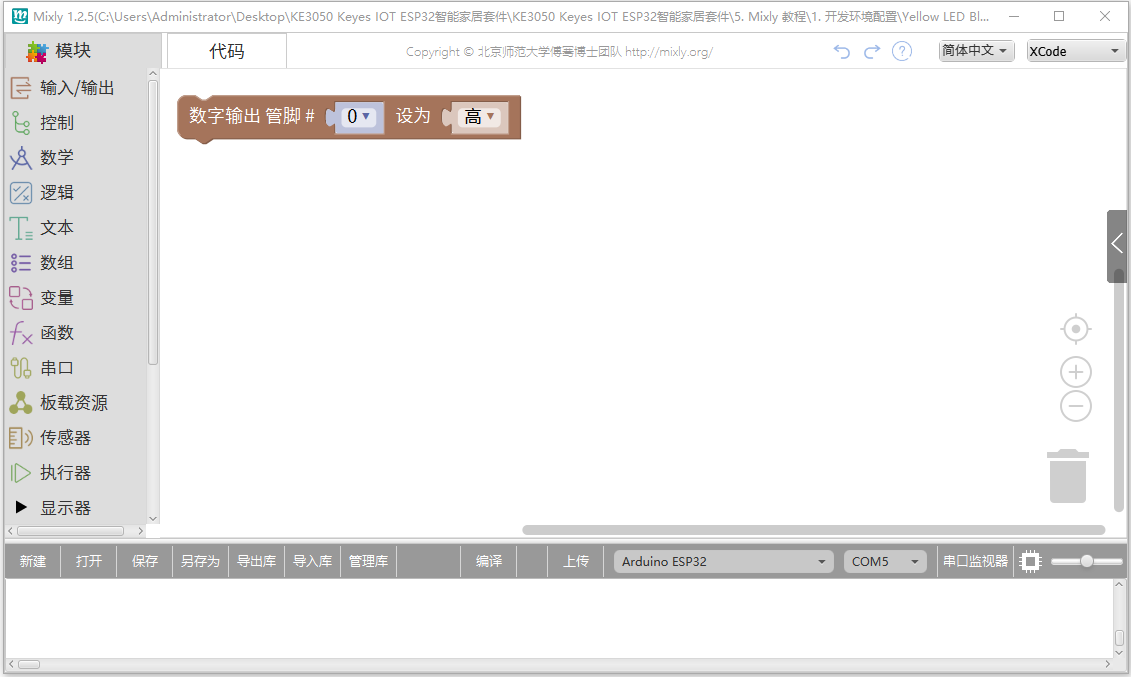 Mixly 1.2.5(C:\Users\Administrator\Desktop\KE3050 Keyes IOT ESP32智能家居套件\KE3050 Keyes IOT ESP32智能家居套件\5. Mixly 教程\1. 开发环境配置\Yellow LED Bl...
模块
代码
Copyright © 北京师范大学傅骞博士团队 http://mixly.org/
简体中文
XCode
输入/输出
控制
数学
逻辑
文本
数组
变量
函数
串口
板载资源
传感器
执行器
显示器
数字输出 管脚 # 0 设为 高
新建 打开 保存 另存为 导出库 导入库 管理库 编译 上传 Arduino ESP32 COM5 串口监视器